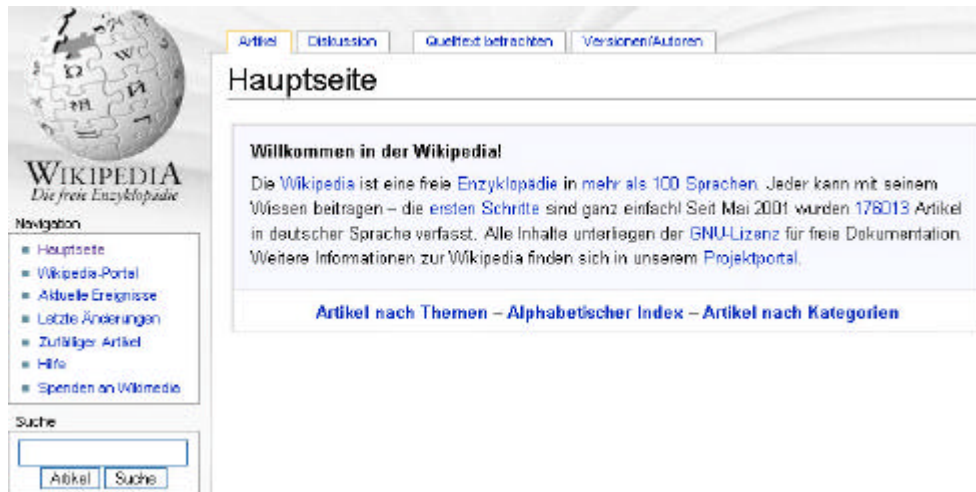 Artikel Diskussion Quelltext betrachten Versionen/Autoren
Hauptseite
Willkommen in der Wikipedia!
Die Wikipedia ist eine freie Enzyklopädie in mehr als 100 Sprachen. Jeder kann mit seinem
Wissen beitragen – die ersten Schritte sind ganz einfach! Seit Mai 2001 wurden 176013 Artikel
in deutscher Sprache verfasst. Alle Inhalte unterliegen der GNU-Lizenz für freie Dokumentation.
Weitere Informationen zur Wikipedia finden sich in unserem Projektportal.
Artikel nach Themen – Alphabetischer Index – Artikel nach Kategorien
WIKIPEDIA
Die freie Enzyklopädie
Navigation
Hauptseite
Wikipedia-Portal
Aktuelle Ereignisse
Letzte Änderungen
Zufälliger Artikel
Hilfe
Spenden an Wikimedia
Suche
Artikel Suche